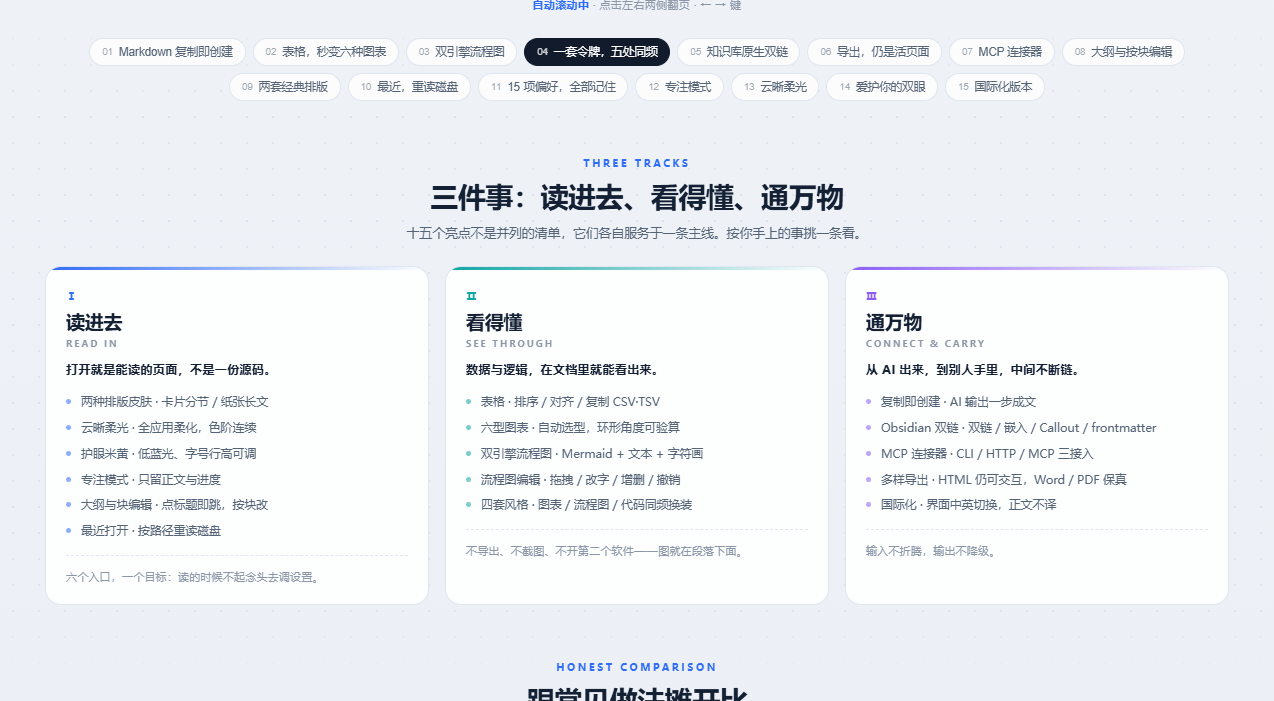 自动滚动中 · 点击左右两侧翻页 · ← → 键
01 Markdown 复制即创建 02 表格，秒变六种图表 03 双引擎流程图 04 一套令牌，五处同频 05 知识库原生双链 06 导出，仍是活页面 07 MCP 连接器 08 大纲与按块编辑
09 两套经典排版 10 最近，重读磁盘 11 15 项偏好，全部记住 12 专注模式 13 云晰柔光 14 爱护你的双眼 15 国际化版本
THREE TRACKS
三件事：读进去、看得懂、通万物
十五个亮点不是并列的清单，它们各自服务于一条主线。按你手上的事挑一条看。
I
读进去
READ IN
打开就是能读的页面，不是一份源码。
两种排版皮肤 · 卡片分节 / 纸张长文
云晰柔光 · 全应用柔化，色阶连续
护眼米黄 · 低蓝光、字号行高可调
专注模式 · 只留正文与进度
大纲与块编辑 · 点标题即跳，按块改
最近打开 · 按路径重读磁盘
六个入口，一个目标：读的时候不起念头去调设置。
II
看得懂
SEE THROUGH
数据与逻辑，在文档里就能看出来。
表格 · 排序 / 对齐 / 复制 CSV·TSV
六型图表 · 自动选型，环形角度可验算
双引擎流程图 · Mermaid + 文本 + 字符画
流程图编辑 · 拖拽 / 改字 / 增删 / 撤销
四套风格 · 图表 / 流程图 / 代码同频换装
不导出、不截图、不开第二个软件——图就在段落下面。
III
通万物
CONNECT & CARRY
从 AI 出来，到别人手里，中间不断链。
复制即创建 · AI 输出一步成文
Obsidian 双链 · 双链 / 嵌入 / Callout / frontmatter
MCP 连接器 · CLI / HTTP / MCP 三接入
多样导出 · HTML 仍可交互，Word / PDF 保真
国际化 · 界面中英切换，正文不译
输入不折腾，输出不降级。
HONEST COMPARISON
跟常见做法摊开比